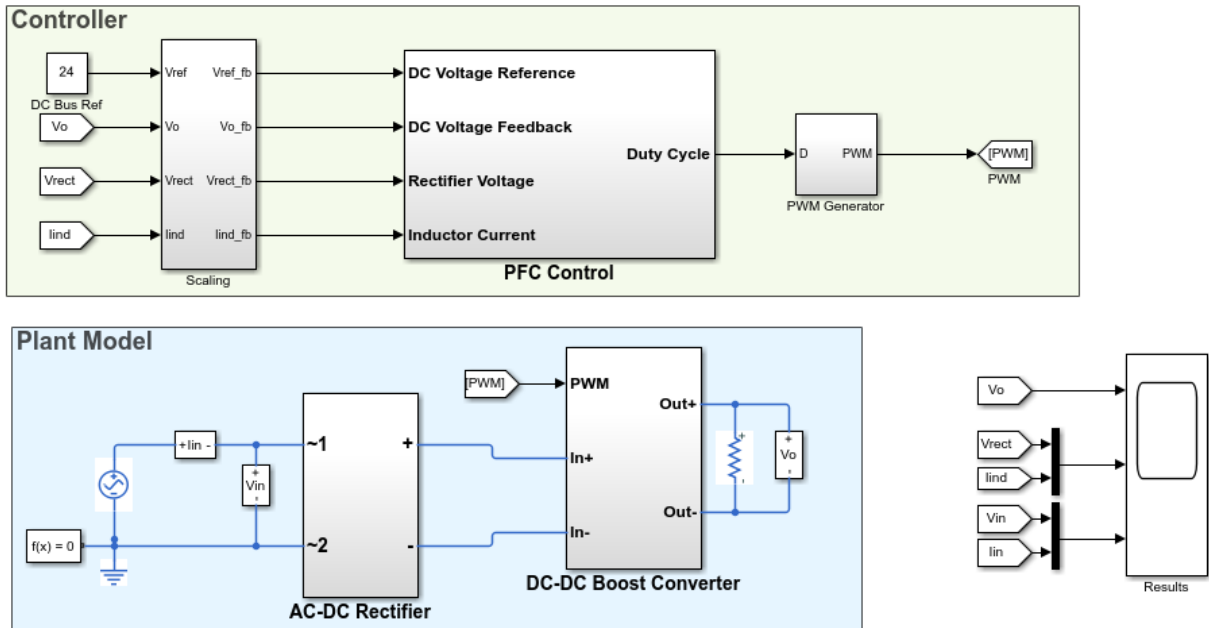 Controller
24
DC Bus Ref
Vo
Vrect
Iind
Vref
Vo
Vrect
Iind
Vref_fb
Vo_fb
Vrect_fb
Iind_fb
Scaling
DC Voltage Reference
DC Voltage Feedback
Rectifier Voltage
Inductor Current
Duty Cycle
PFC Control
D
PWM
PWM Generator
[PWM]
PWM
Plant Model
f(x) = 0
+Iin -
+
Vin
-
~1
~2
+
-
AC-DC Rectifier
[PWM]
PWM
In+
In-
Out+
Out-
DC-DC Boost Converter
+
-
+
Vo
-
Vo
Vrect
Iind
Vin
Iin
Results